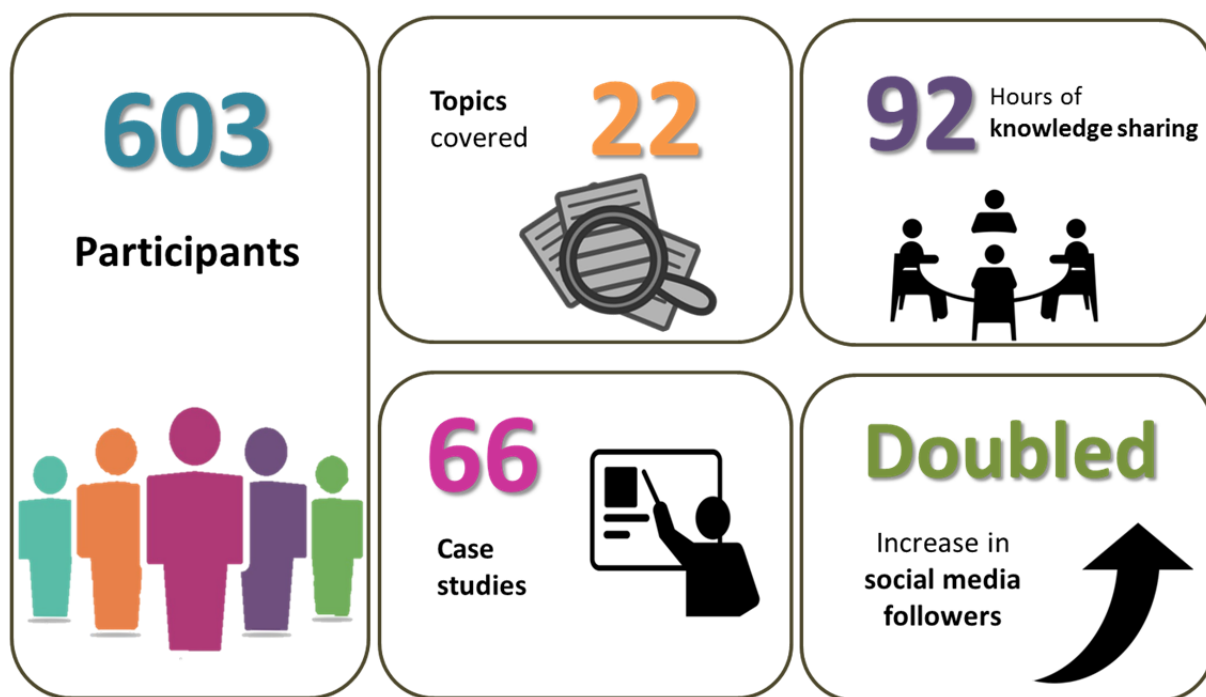 603
Participants
Topics
covered
22
92
Hours of
knowledge sharing
66
Case
studies
Doubled
Increase in
social media
followers